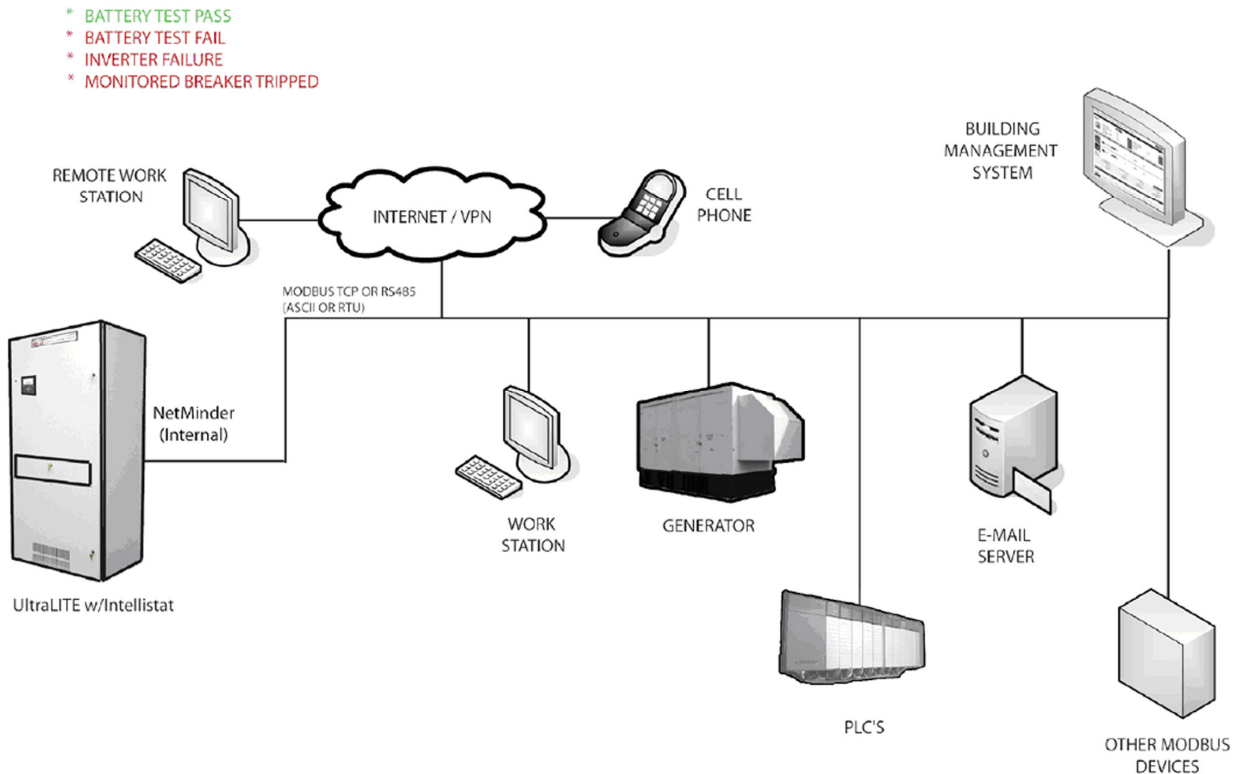 * BATTERY TEST PASS
* BATTERY TEST FAIL
* INVERTER FAILURE
* MONITORED BREAKER TRIPPED
BUILDING
MANAGEMENT
SYSTEM
REMOTE WORK
STATION
INTERNET / VPN
CELL
PHONE
MODBUS TCP OR RS485
(ASCII OR RTU)
NetMinder
(Internal)
UltraLITE w/Intellistat
WORK
STATION
GENERATOR
E-MAIL
SERVER
PLC'S
OTHER MODBUS
DEVICES